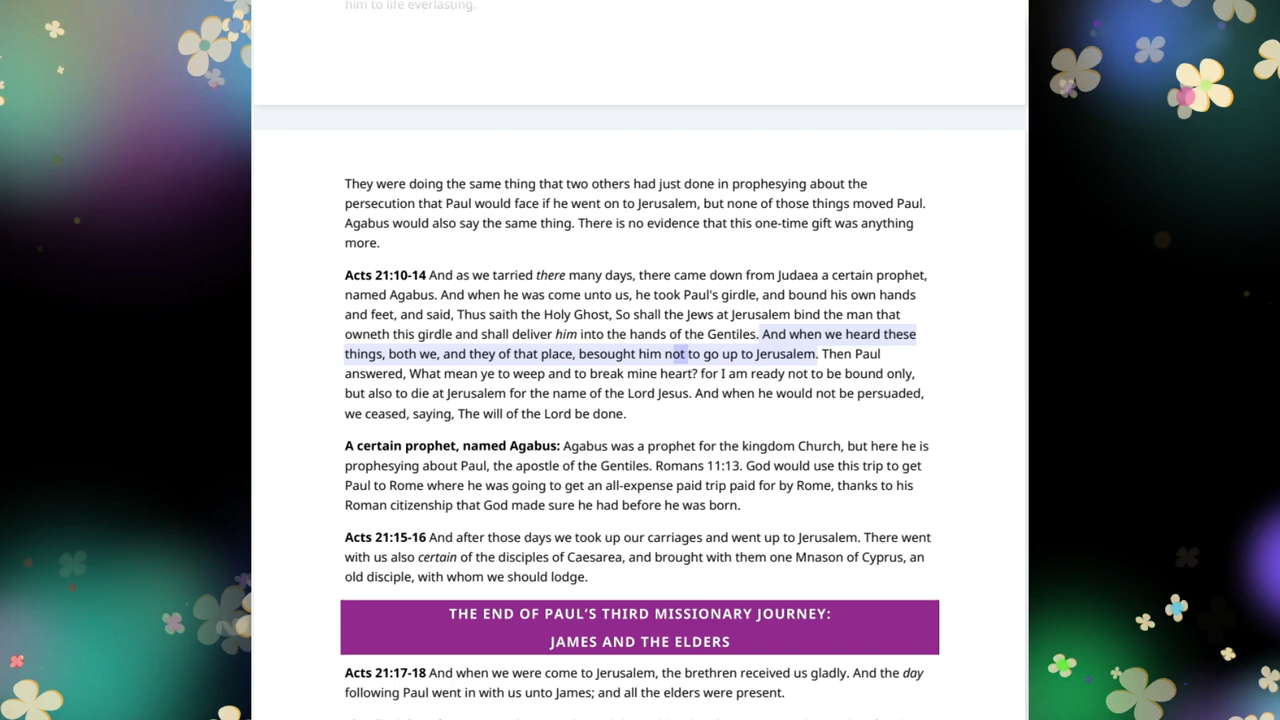 him to life everlasting.
They were doing the same thing that two others had just done in prophesying about the
persecution that Paul would face if he went on to Jerusalem, but none of those things moved Paul.
Agabus would also say the same thing. There is no evidence that this one-time gift was anything
more.
Acts 21:10-14 And as we tarried there many days, there came down from Judaea a certain prophet,
named Agabus. And when he was come unto us, he took Paul's girdle, and bound his own hands
and feet, and said, Thus saith the Holy Ghost, So shall the Jews at Jerusalem bind the man that
owneth this girdle and shall deliver him into the hands of the Gentiles. And when we heard these
things, both we, and they of that place, besought him not to go up to Jerusalem. Then Paul
answered, What mean ye to weep and to break mine heart? for I am ready not to be bound only,
but also to die at Jerusalem for the name of the Lord Jesus. And when he would not be persuaded,
we ceased, saying, The will of the Lord be done.
A certain prophet, named Agabus: Agabus was a prophet for the kingdom Church, but here he is
prophesying about Paul, the apostle of the Gentiles. Romans 11:13. God would use this trip to get
Paul to Rome where he was going to get an all-expense paid trip paid for by Rome, thanks to his
Roman citizenship that God made sure he had before he was born.
Acts 21:15-16 And after those days we took up our carriages and went up to Jerusalem. There went
with us also certain of the disciples of Caesarea, and brought with them one Mnason of Cyprus, an
old disciple, with whom we should lodge.
THE END OF PAUL'S THIRD MISSIONARY JOURNEY:
JAMES AND THE ELDERS
Acts 21:17-18 And when we were come to Jerusalem, the brethren received us gladly. And the day
following Paul went in with us unto James; and all the elders were present.